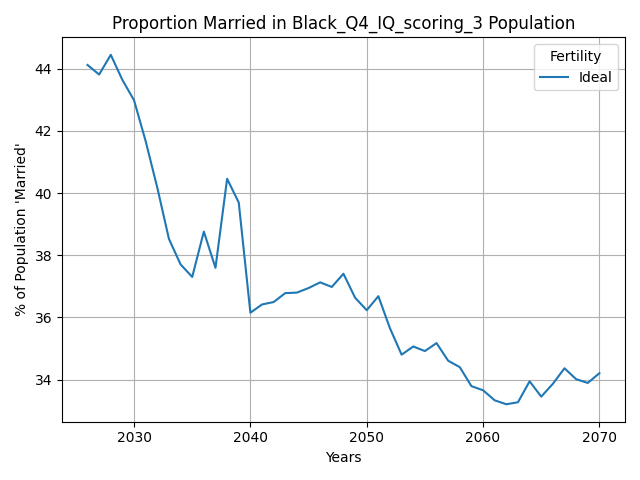 Proportion Married in Black_Q4_IQ_scoring_3 Population
Fertility
Ideal
% of Population 'Married'
44
42
40
38
36
34
2030
2040
2050
2060
2070
Years